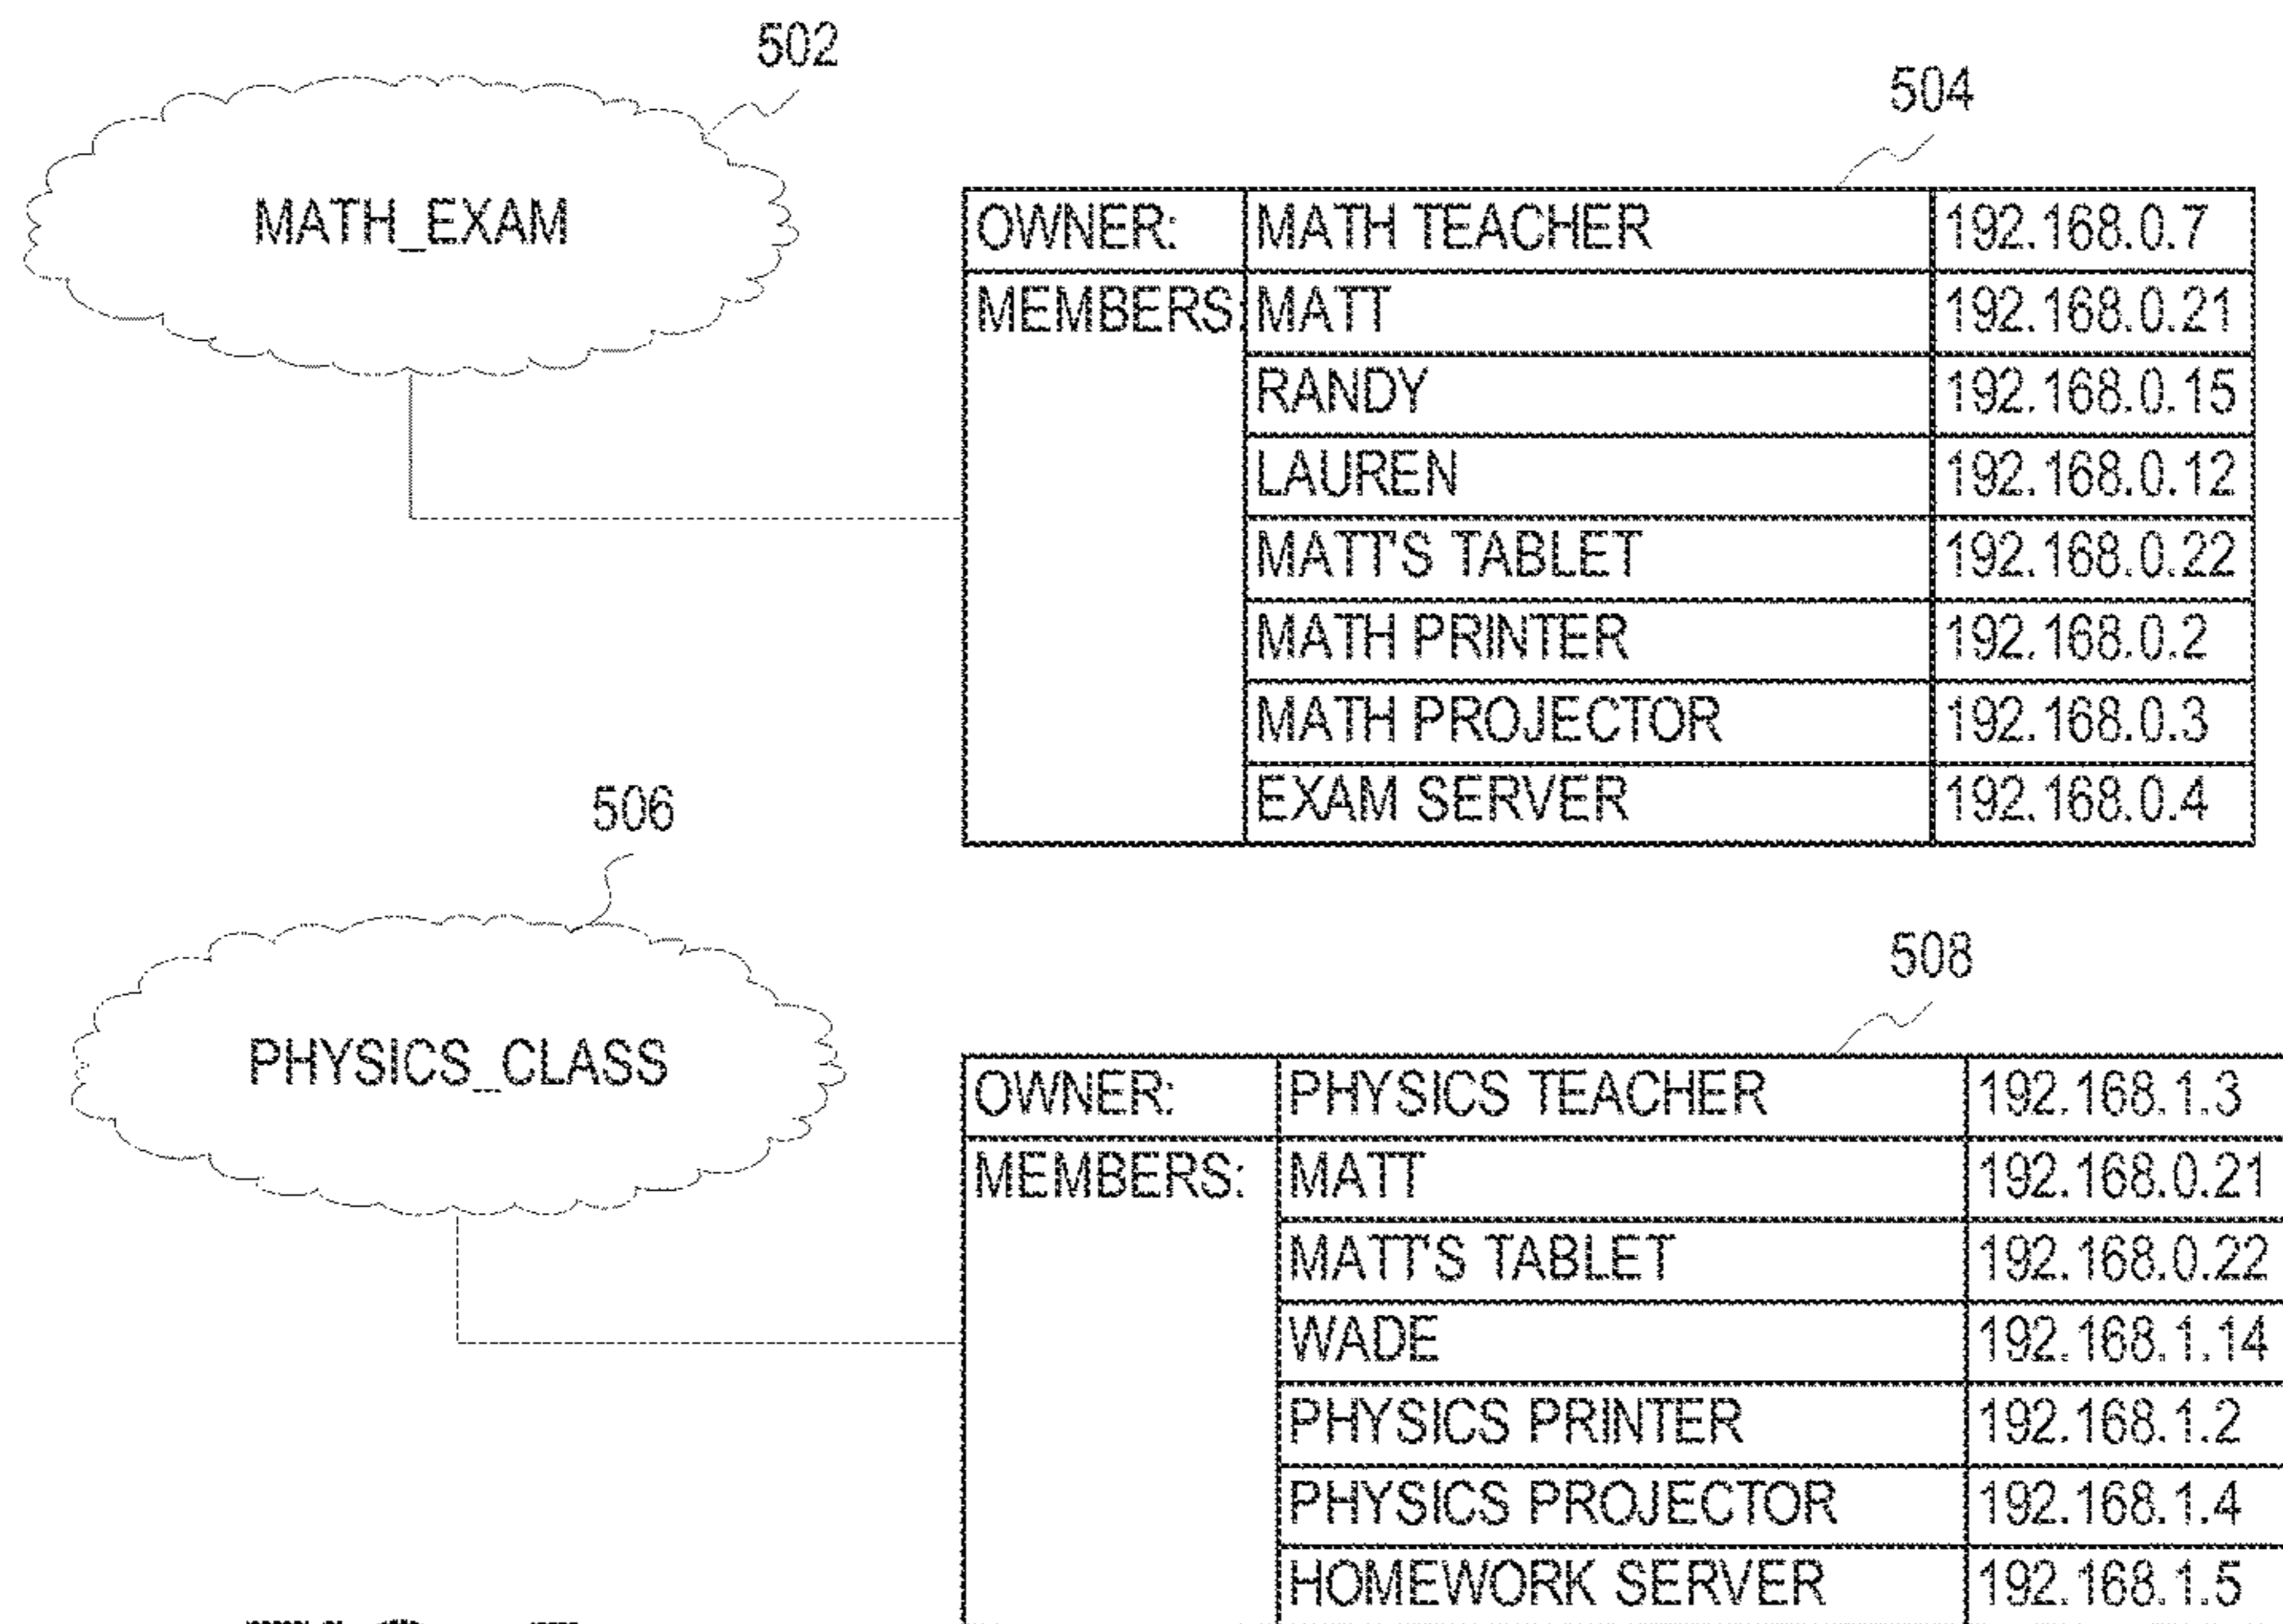 502
504
MATH_EXAM
OWNER: MATH TEACHER 192.168.0.7
MEMBERS: MATT 192.168.0.21
RANDY 192.168.0.15
LAUREN 192.168.0.12
MATT'S TABLET 192.168.0.22
MATH PRINTER 192.168.0.2
MATH PROJECTOR 192.168.0.3
EXAM SERVER 192.168.0.4
506
508
PHYSICS_CLASS
OWNER: PHYSICS TEACHER 192.168.1.3
MEMBERS: MATT 192.168.0.21
MATT'S TABLET 192.168.0.22
WADE 192.168.1.14
PHYSICS PRINTER 192.168.1.2
PHYSICS PROJECTOR 192.168.1.4
HOMEWORK SERVER 192.168.1.5